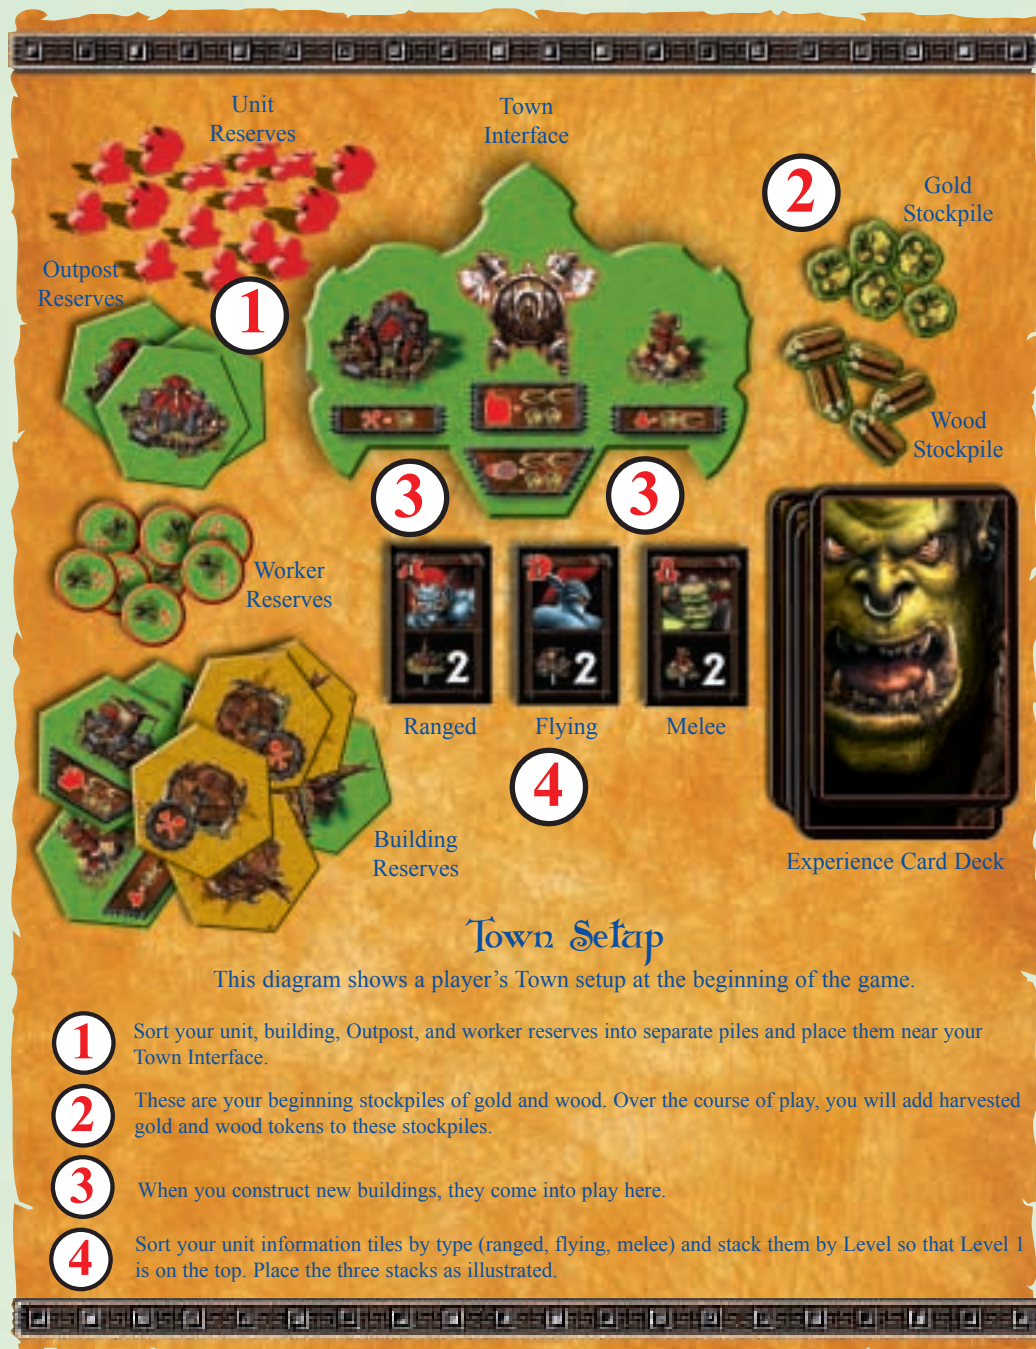 Unit
Reserves
Town
Interface
2
Gold
Stockpile
Outpost
Reserves
1
Wood
Stockpile
3
3
Worker
Reserves
2
2
2
Ranged
Flying
Melee
4
Building
Reserves
Experience Card Deck
Town Setup
This diagram shows a player's Town setup at the beginning of the game.
1
Sort your unit, building, Outpost, and worker reserves into separate piles and place them near your
Town Interface.
2
These are your beginning stockpiles of gold and wood. Over the course of play, you will add harvested
gold and wood tokens to these stockpiles.
3
When you construct new buildings, they come into play here.
4
Sort your unit information tiles by type (ranged, flying, melee) and stack them by Level so that Level 1
is on the top. Place the three stacks as illustrated.